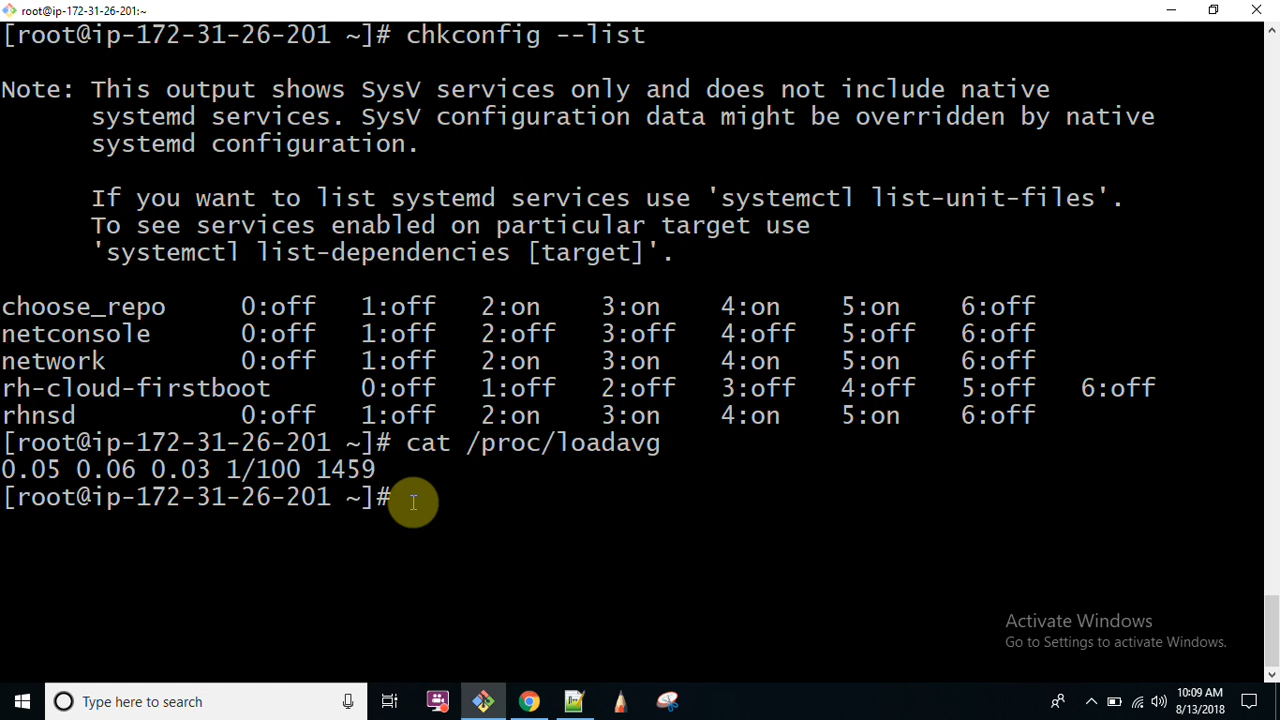 root@ip-172-31-26-201:~
[root@ip-172-31-26-201 ~]# chkconfig --list
Note: This output shows SysV services only and does not include native
systemd services. SysV configuration data might be overridden by native
systemd configuration.
If you want to list systemd services use 'systemctl list-unit-files'.
To see services enabled on particular target use
'systemctl list-dependencies [target]'.
choose_repo 0:off 1:off 2:on 3:on 4:on 5:on 6:off
netconsole 0:off 1:off 2:off 3:off 4:off 5:off 6:off
network 0:off 1:off 2:on 3:on 4:on 5:on 6:off
rh-cloud-firstboot 0:off 1:off 2:off 3:off 4:off 5:off 6:off
rhnsd 0:off 1:off 2:on 3:on 4:on 5:on 6:off
[root@ip-172-31-26-201 ~]# cat /proc/loadavg
0.05 0.06 0.03 1/100 1459
[root@ip-172-31-26-201 ~]#
Activate Windows
Go to Settings to activate Windows.
Type here to search
10:09 AM
8/13/2018